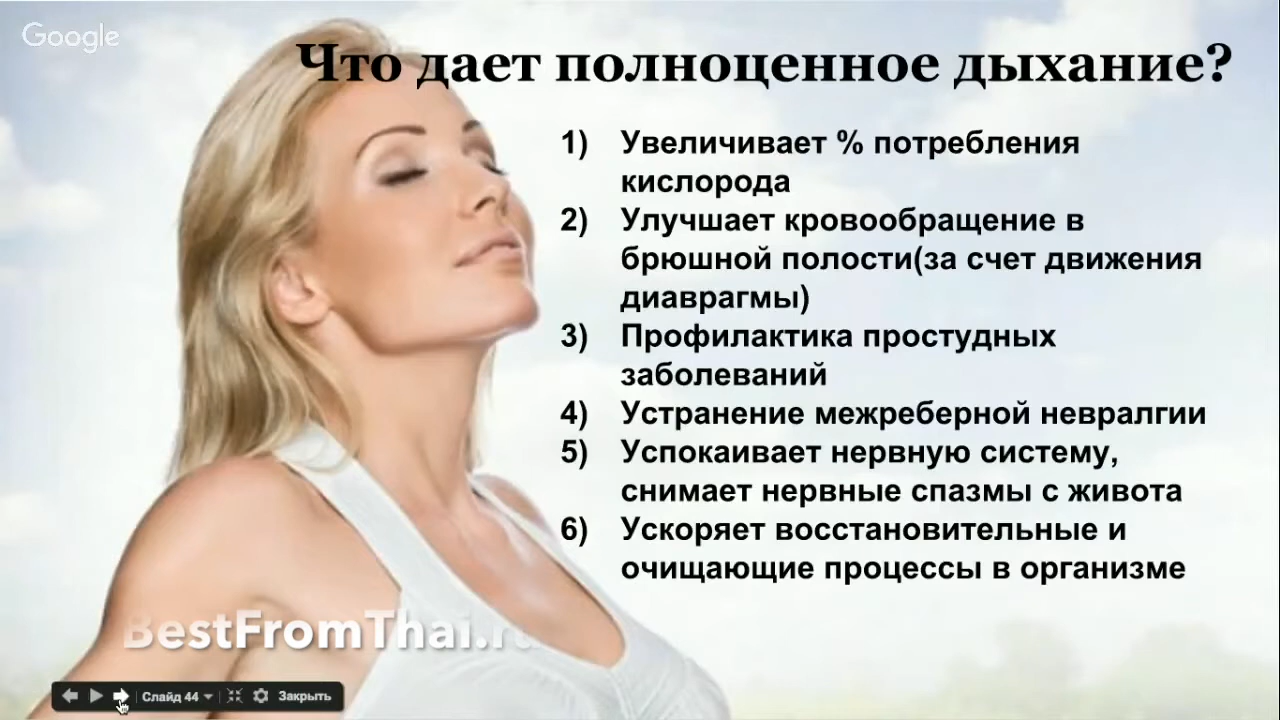 Google
Что дает полноценное дыхание?
1) Увеличивает % потребления
кислорода
2) Улучшает кровообращение в
брюшной полости(за счет движения
диаврагмы)
3) Профилактика простудных
заболеваний
4) Устранение межреберной невралгии
5) Успокаивает нервную систему,
снимает нервные спазмы с живота
6) Ускоряет восстановительные и
очищающие процессы в организме
BestFromThai.ru
Слайд 44 Закрыть